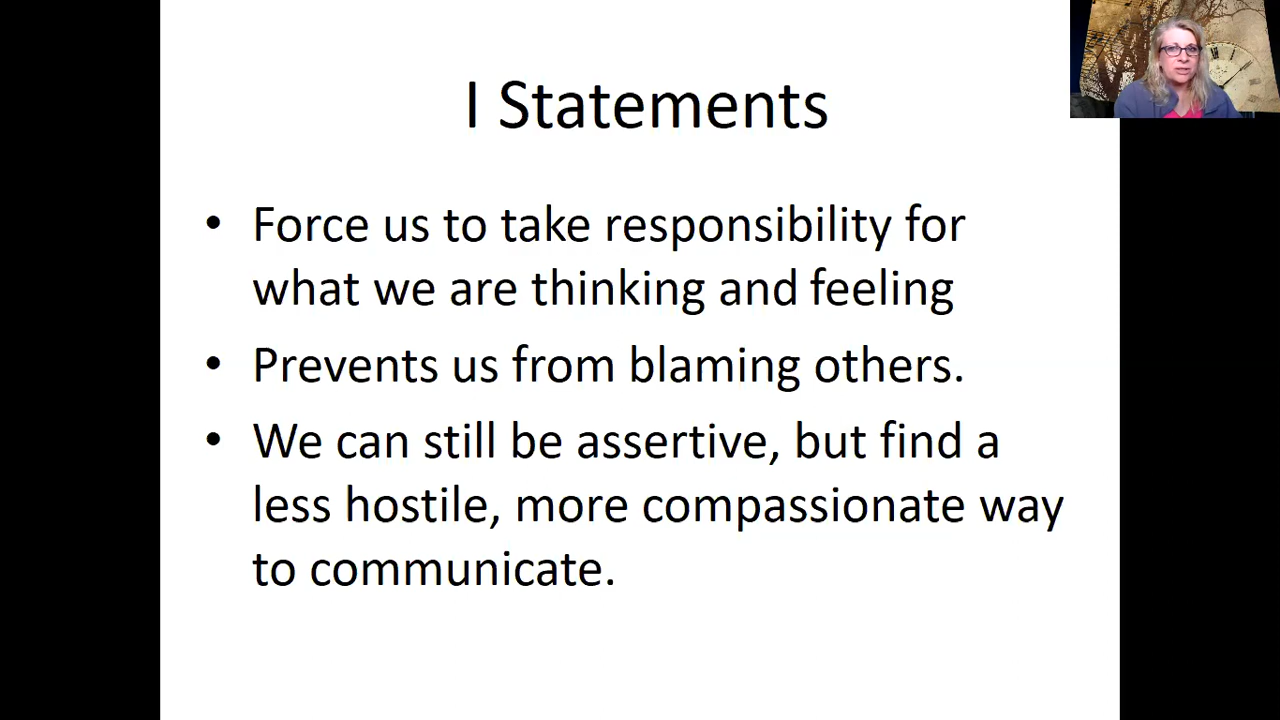 I Statements
• Force us to take responsibility for
what we are thinking and feeling
• Prevents us from blaming others.
• We can still be assertive, but find a
less hostile, more compassionate way
to communicate.